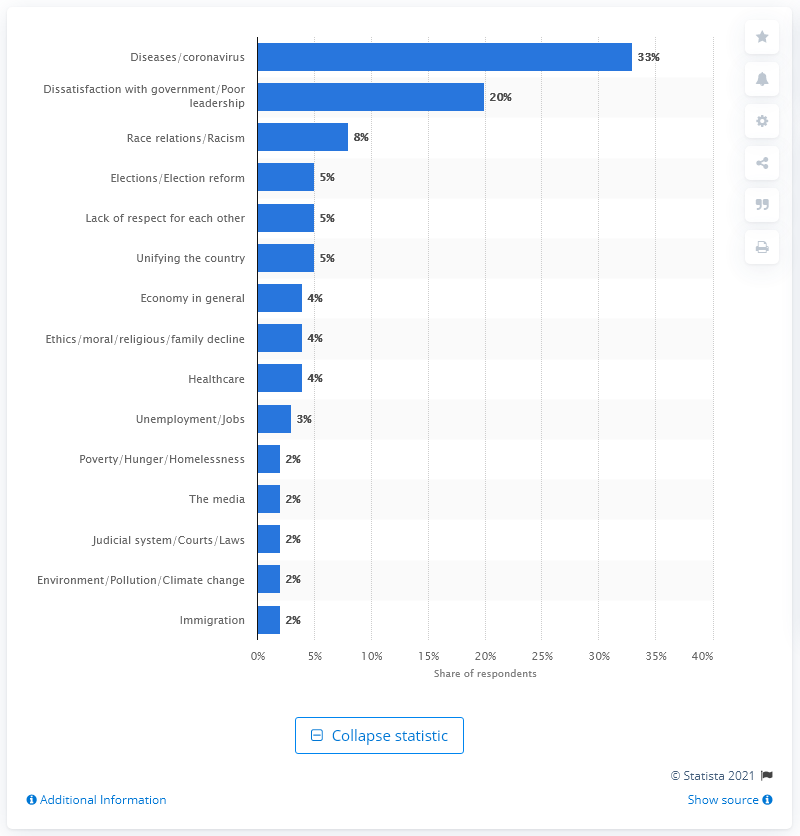 Diseases/coronavirus
33%
Dissatisfaction with government/Poor
leadership
20%
Race relations/Racism
8%
Elections/Election reform
5%
Lack of respect for each other
5%
Unifying the country
5%
Economy in general
4%
Ethics/moral/religious/family decline
4%
Healthcare
4%
Unemployment/Jobs
3%
Poverty/Hunger/Homelessness
2%
The media
2%
Judicial system/Courts/Laws
2%
Environment/Pollution/Climate change
2%
Immigration
2%
0% 5% 10% 15% 20% 25% 30% 35% 40%
Share of respondents
Collapse statistic
© Statista 2021
Additional Information
Show source